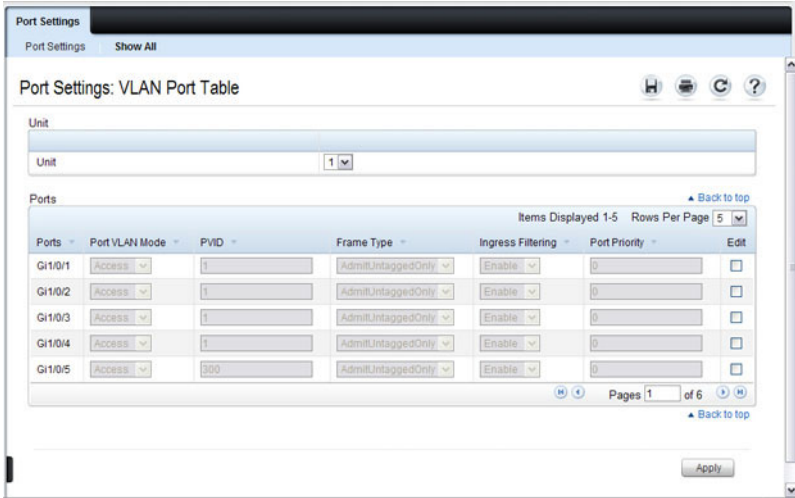 Port Settings
Port Settings Show All
Port Settings: VLAN Port Table
Unit
Unit 1
Ports Back to top
Items Displayed 1-5 Rows Per Page 5
Ports Port VLAN Mode PVID Frame Type Ingress Filtering Port Priority Edit
Gi1/0/1 Access 1 AdmitUntaggedOnly Enable 0
Gi1/0/2 Access 1 AdmitUntaggedOnly Enable 0
Gi1/0/3 Access 1 AdmitUntaggedOnly Enable 0
Gi1/0/4 Access 1 AdmitUntaggedOnly Enable 0
Gi1/0/5 Access 300 AdmitUntaggedOnly Enable 0
Pages 1 of 6
Back to top
Apply